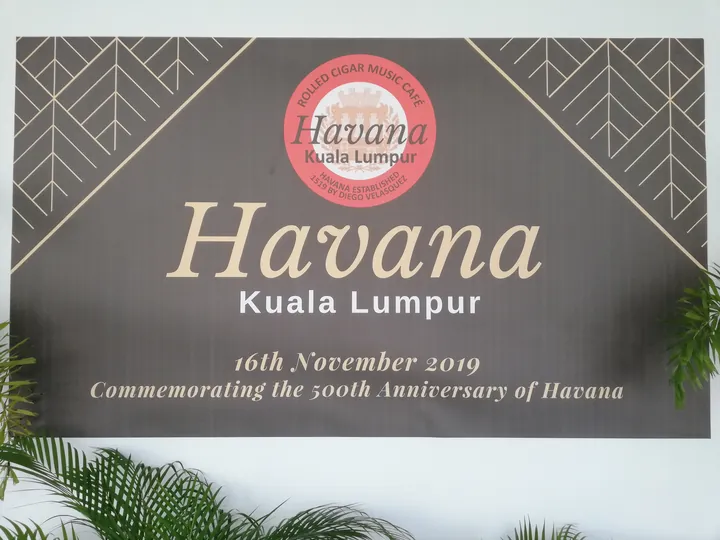 ROLLED CIGAR MUSIC CAFÉ
Havana
Kuala Lumpur
HAVANA ESTABLISHED
1519 BY DIEGO VELASQUEZ
Havana
Kuala Lumpur
16th November 2019
Commemorating the 500th Anniversary of Havana